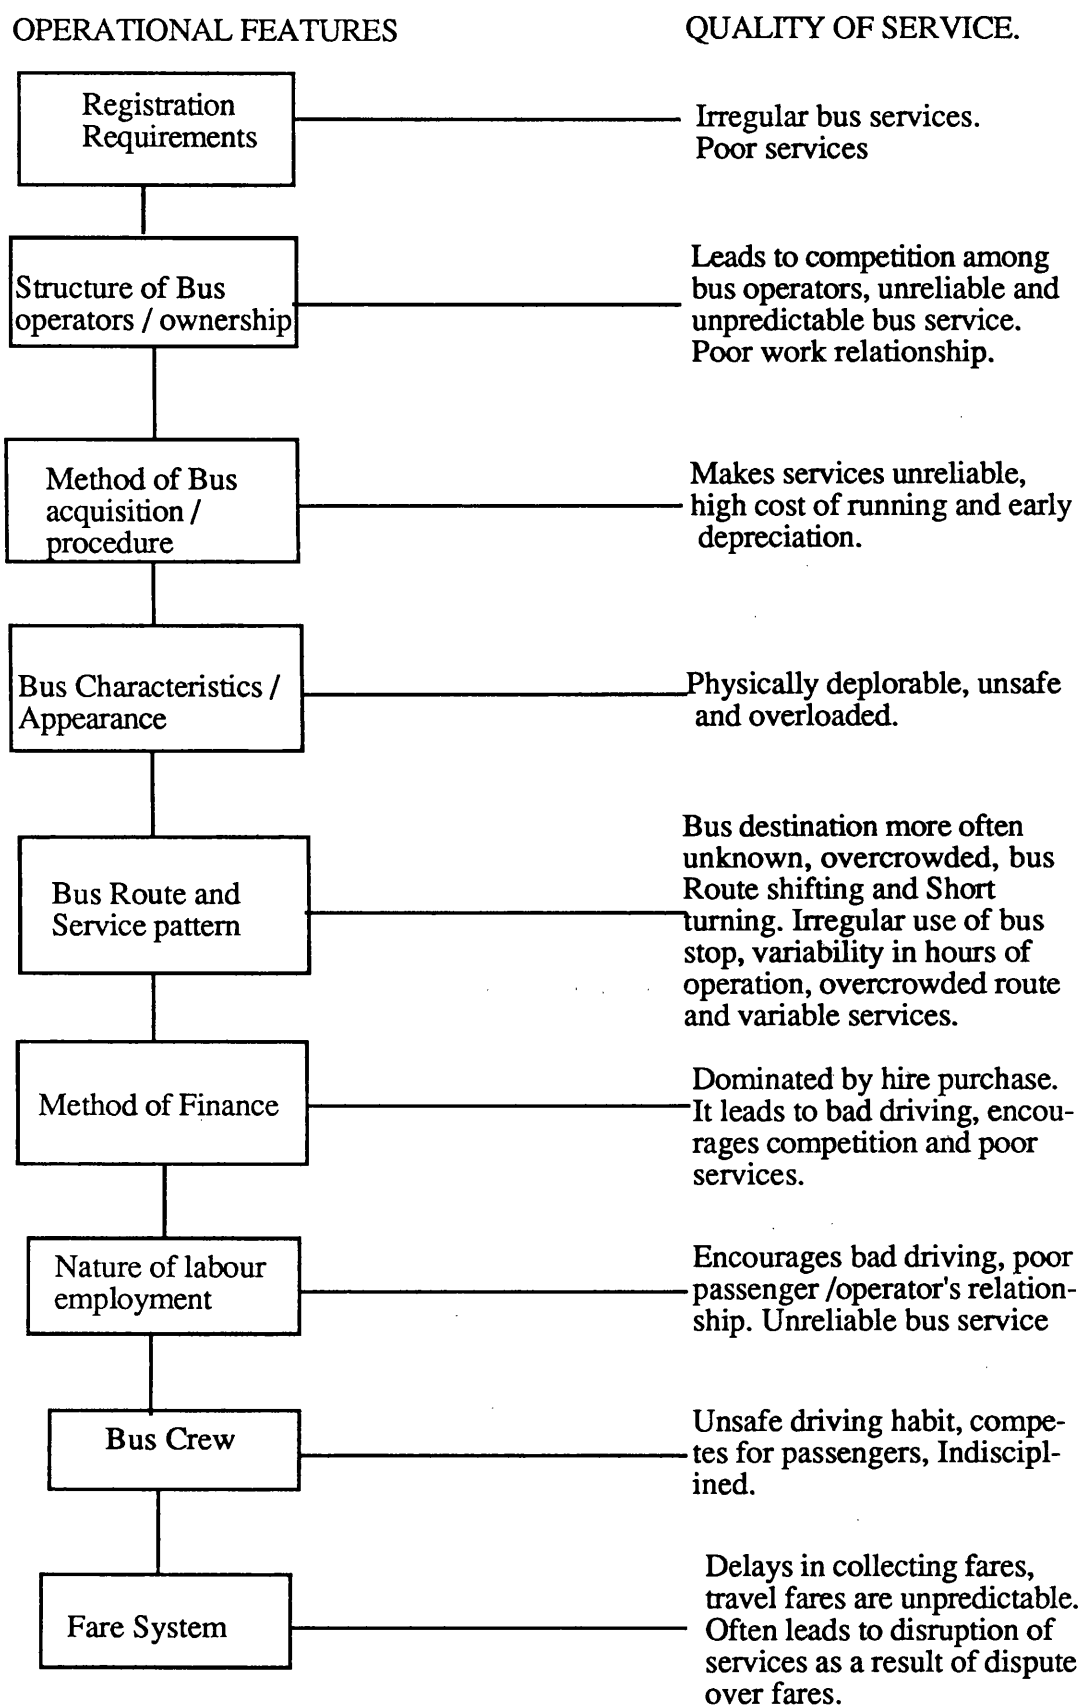 OPERATIONAL FEATURES
QUALITY OF SERVICE.
Registration
Requirements
Irregular bus services.
Poor services
Structure of Bus
operators / ownership
Leads to competition among
bus operators, unreliable and
unpredictable bus service.
Poor work relationship.
Method of Bus
acquisition /
procedure
Makes services unreliable,
high cost of running and early
depreciation.
Bus Characteristics /
Appearance
Physically deplorable, unsafe
and overloaded.
Bus Route and
Service pattern
Bus destination more often
unknown, overcrowded, bus
Route shifting and Short
turning. Irregular use of bus
stop, variability in hours of
operation, overcrowded route
and variable services.
Method of Finance
Dominated by hire purchase.
It leads to bad driving, encou-
rages competition and poor
services.
Nature of labour
employment
Encourages bad driving, poor
passenger /operator's relation-
ship. Unreliable bus service
Bus Crew
Unsafe driving habit, compe-
tes for passengers, Indiscipl-
ined.
Fare System
Delays in collecting fares,
travel fares are unpredictable.
Often leads to disruption of
services as a result of dispute
over fares.